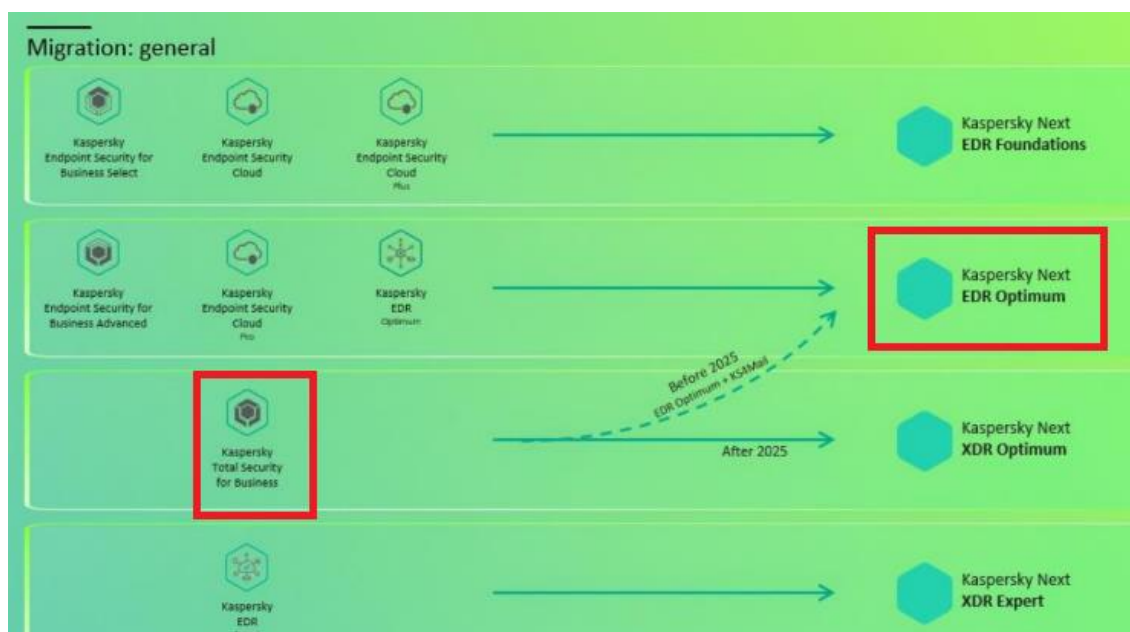 Migration: general
Kaspersky
Endpoint Security for
Business Select
Kaspersky
Endpoint Security
Cloud
Kaspersky
Endpoint Security
Cloud
Plus
Kaspersky Next
EDR Foundations
Kaspersky
Endpoint Security for
Business Advanced
Kaspersky
Endpoint Security
Cloud
Pro
Kaspersky
EDR
Optimum
Kaspersky Next
EDR Optimum
Before 2025
EDR Optimum + KS4Mail
Kaspersky
Total Security
for Business
After 2025
Kaspersky Next
XDR Optimum
Kaspersky
EDR
Kaspersky Next
XDR Expert